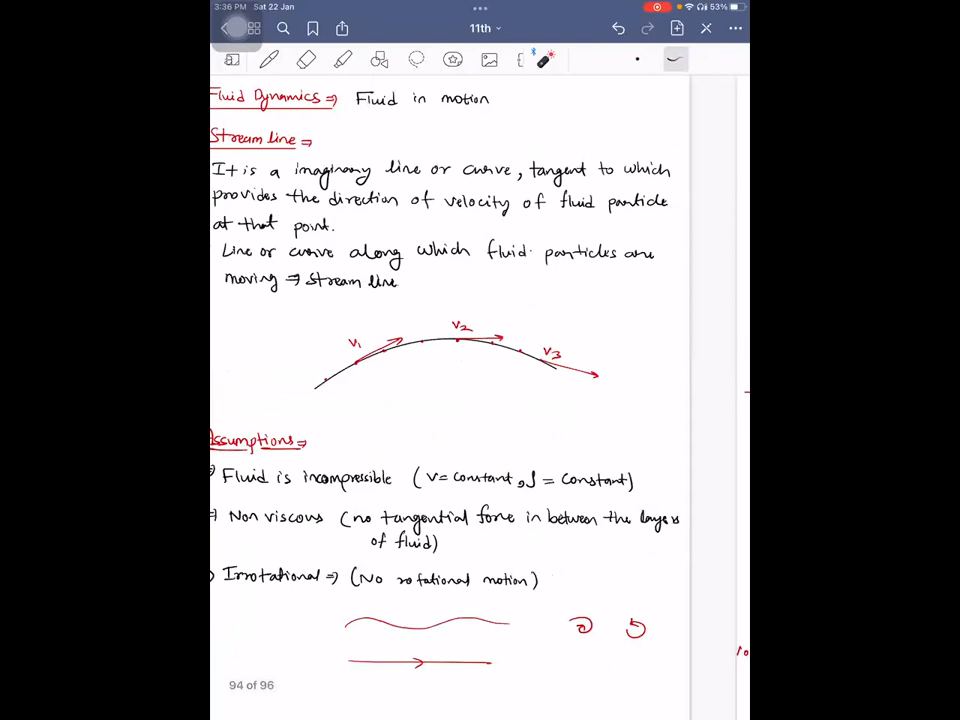 3:36 PM Sat 22 Jan 53%
11th
Fluid Dynamics ⇒ Fluid in motion
Stream line ⇒
It is a imaginary line or curve, tangent to which
provides the direction of velocity of fluid particle
at that point.
Line or curve along which fluid particles are
moving ⇒ stream line
V1 V2 V3
Assumptions ⇒
⇒ Fluid is incompressible (V = constant, ρ = constant)
⇒ Non viscous (no tangential force in between the layers
of fluid)
Irrotational ⇒ (No rotational motion)
94 of 96